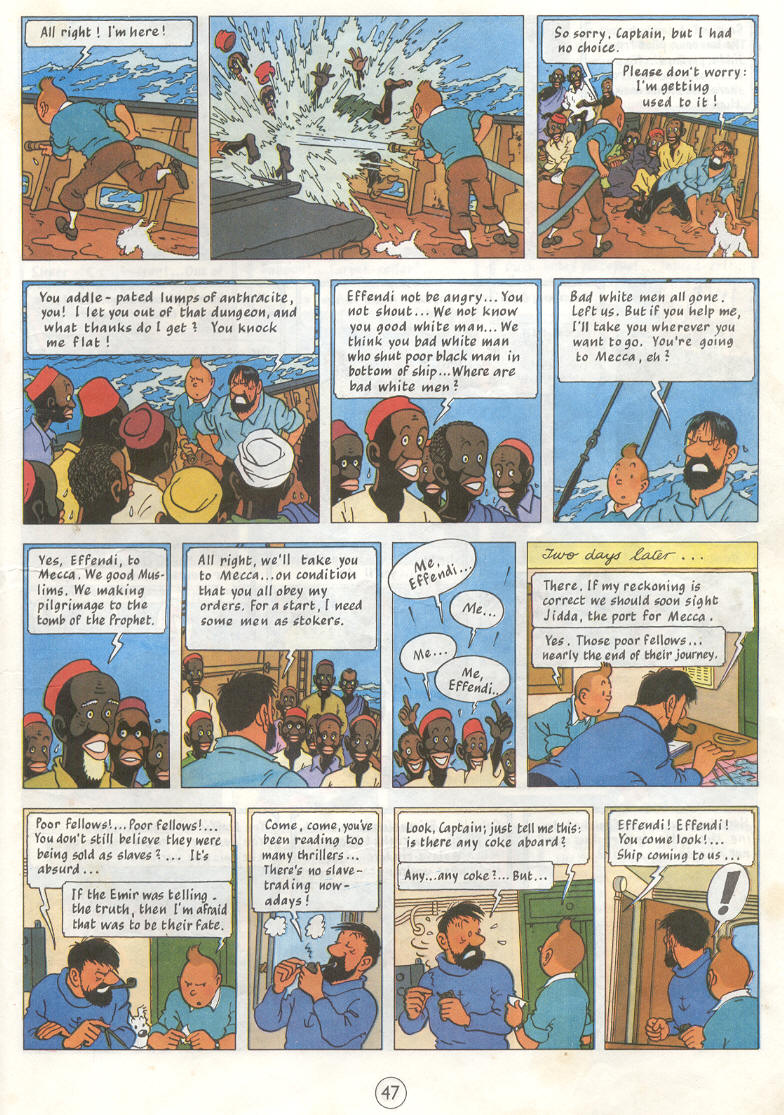 All right! I'm here!
So sorry, Captain, but I had
no choice.
Please don't worry:
I'm getting
used to it!
You addle-pated lumps of anthracite,
you! I let you out of that dungeon, and
what thanks do I get? You knock
me flat!
Effendi not be angry... You
not shout... We not know
you good white man... We
think you bad white man
who shut poor black man in
bottom of ship... Where are
bad white men?
Bad white men all gone.
Left us. But if you help me,
I'll take you wherever you
want to go. You're going
to Mecca, eh?
Yes, Effendi, to
Mecca. We good Mus-
lims. We making
pilgrimage to the
tomb of the Prophet.
All right, we'll take you
to Mecca...on condition
that you all obey my
orders. For a start, I need
some men as stokers.
Me,
Effendi...
Me...
Me...
Me,
Effendi..
Two days later...
There. If my reckoning is
correct we should soon sight
Jidda, the port for Mecca.
Yes. Those poor fellows...
nearly the end of their journey.
Poor fellows!...Poor fellows!...
You don't still believe they were
being sold as slaves?... It's
absurd...
If the Emir was telling
the truth, then I'm afraid
that was to be their fate.
Come, come, you've
been reading too
many thrillers...
There's no slave-
trading now-
adays!
Look, Captain; just tell me this:
is there any coke aboard?
Any...any coke?... But...
Effendi! Effendi!
You come look!...
Ship coming to us...
!
47